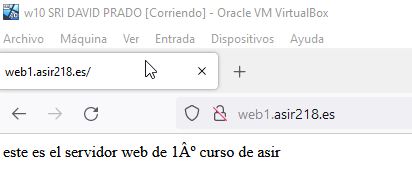 w10 SRI DAVID PRADO [Corriendo] - Oracle VM VirtualBox
Archivo Máquina Ver Entrada Dispositivos Ayuda
web1.asir218.es/
web1.asir218.es
este es el servidor web de 1Âº curso de asir